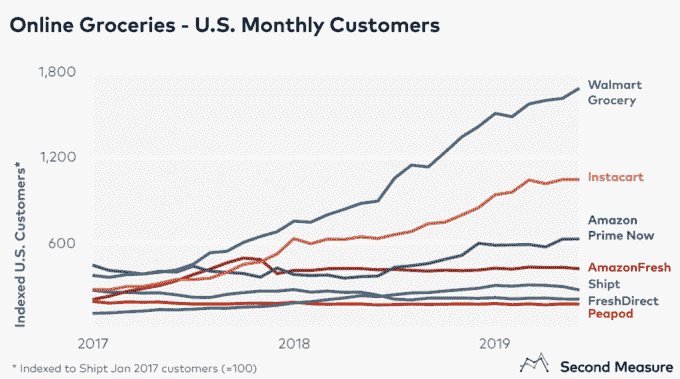 Online Groceries - U.S. Monthly Customers
1,800
Walmart
Grocery
1,200
Instacart
Amazon
Prime Now
600
AmazonFresh
Shipt
FreshDirect
Peapod
Indexed U.S. Customers*
2017
2018
2019
* Indexed to Shipt Jan 2017 customers (=100)
Second Measure